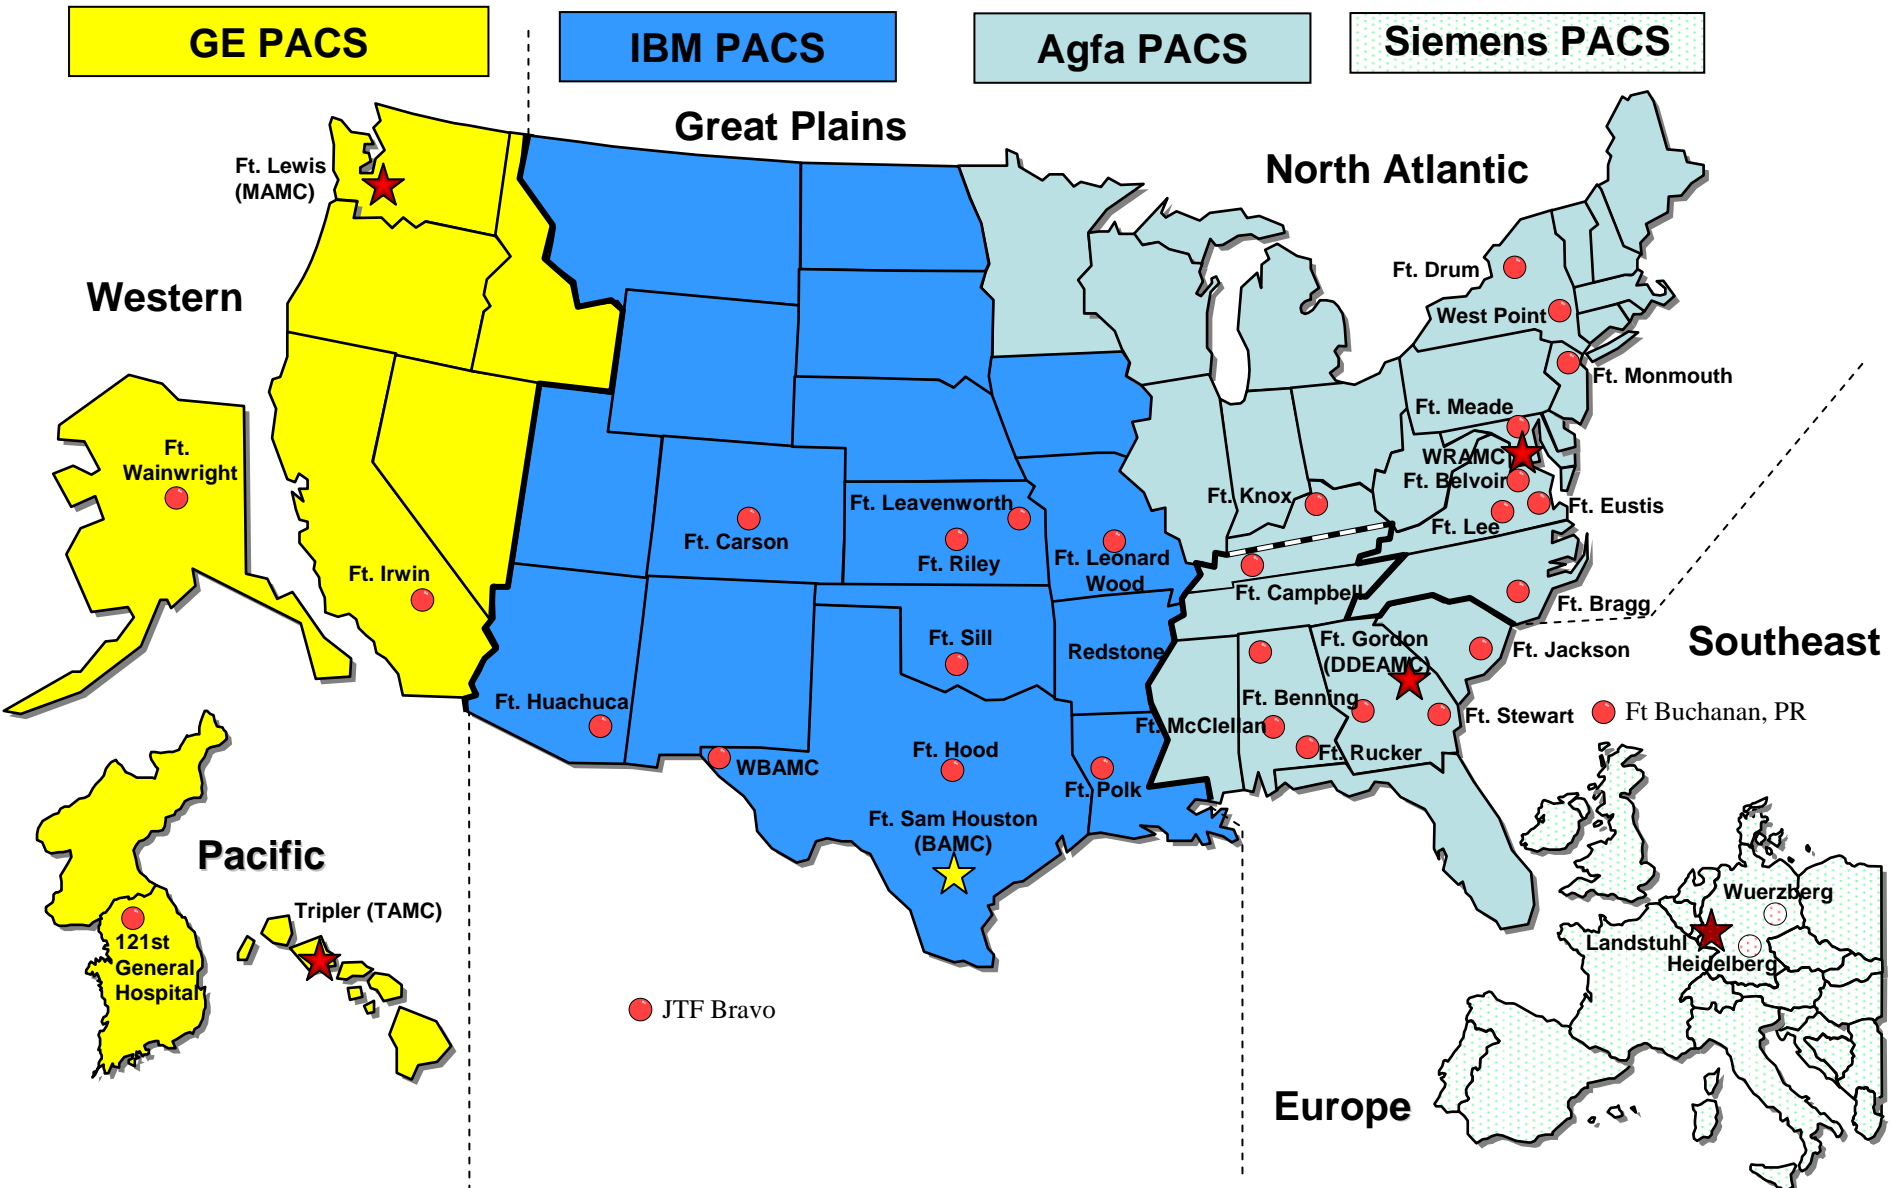 GE PACS
IBM PACS
Agfa PACS
Siemens PACS
Great Plains
North Atlantic
Ft. Lewis
(MAMC)
Western
Ft. Drum
West Point
Ft. Monmouth
Ft. Meade
WRAMC
Ft. Belvoir
Ft. Eustis
Ft. Lee
Ft. Knox
Ft.
Wainwright
Ft. Irwin
Ft. Carson
Ft. Leavenworth
Ft. Riley
Ft. Leonard
Wood
Ft. Campbell
Ft. Bragg
Ft. Sill
Redstone
Ft. Gordon
(DDEAMC)
Ft. Jackson
Southeast
Ft. Huachuca
Ft. Benning
Ft. McClellan
Ft. Stewart
Ft Buchanan, PR
Ft. Rucker
WBAMC
Ft. Hood
Ft. Polk
Ft. Sam Houston
(BAMC)
Pacific
Tripler (TAMC)
121st
General
Hospital
Wuerzberg
Landstuhl
Heidelberg
JTF Bravo
Europe